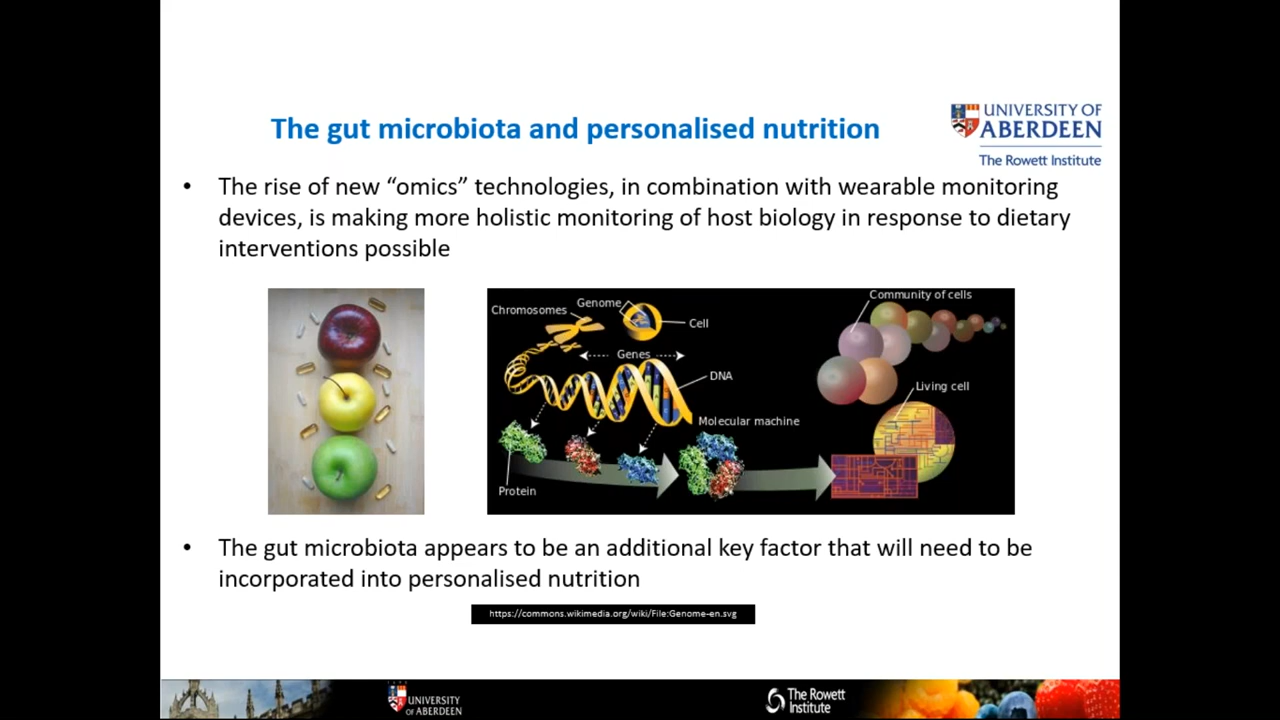 The gut microbiota and personalised nutrition
UNIVERSITY OF
ABERDEEN
The Rowett Institute
• The rise of new “omics” technologies, in combination with wearable monitoring
devices, is making more holistic monitoring of host biology in response to dietary
interventions possible
Chromosomes
Genome
Cell
Genes
DNA
Molecular machine
Protein
Community of cells
Living cell
• The gut microbiota appears to be an additional key factor that will need to be
incorporated into personalised nutrition
https://commons.wikimedia.org/wiki/File:Genome-en.svg
UNIVERSITY
OF ABERDEEN
The Rowett
Institute